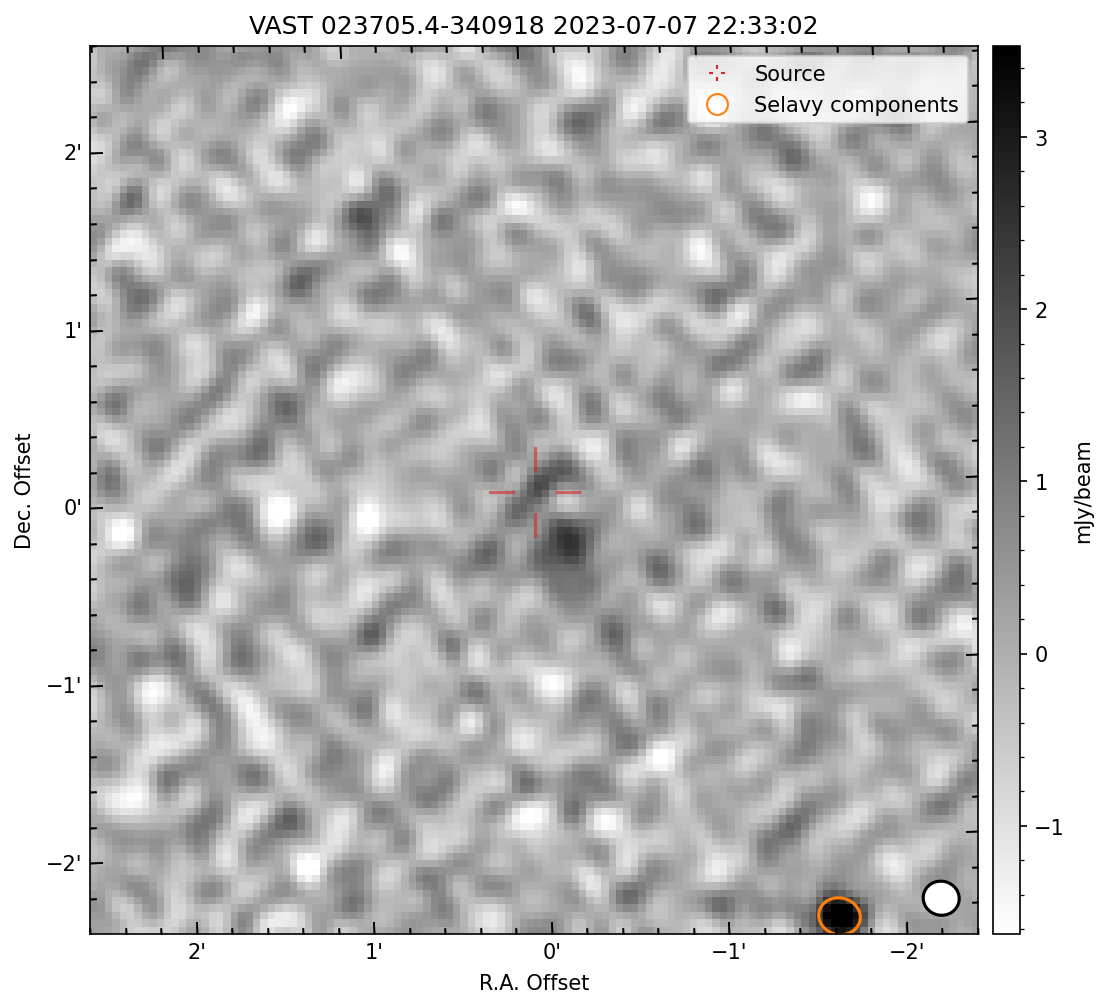 VAST 023705.4-340918 2023-07-07 22:33:02
Source
Selavy components
2'
1'
0'
−1'
−2'
Dec. Offset
2'
1'
0'
−1'
−2'
R.A. Offset
3
2
1
0
−1
mJy/beam